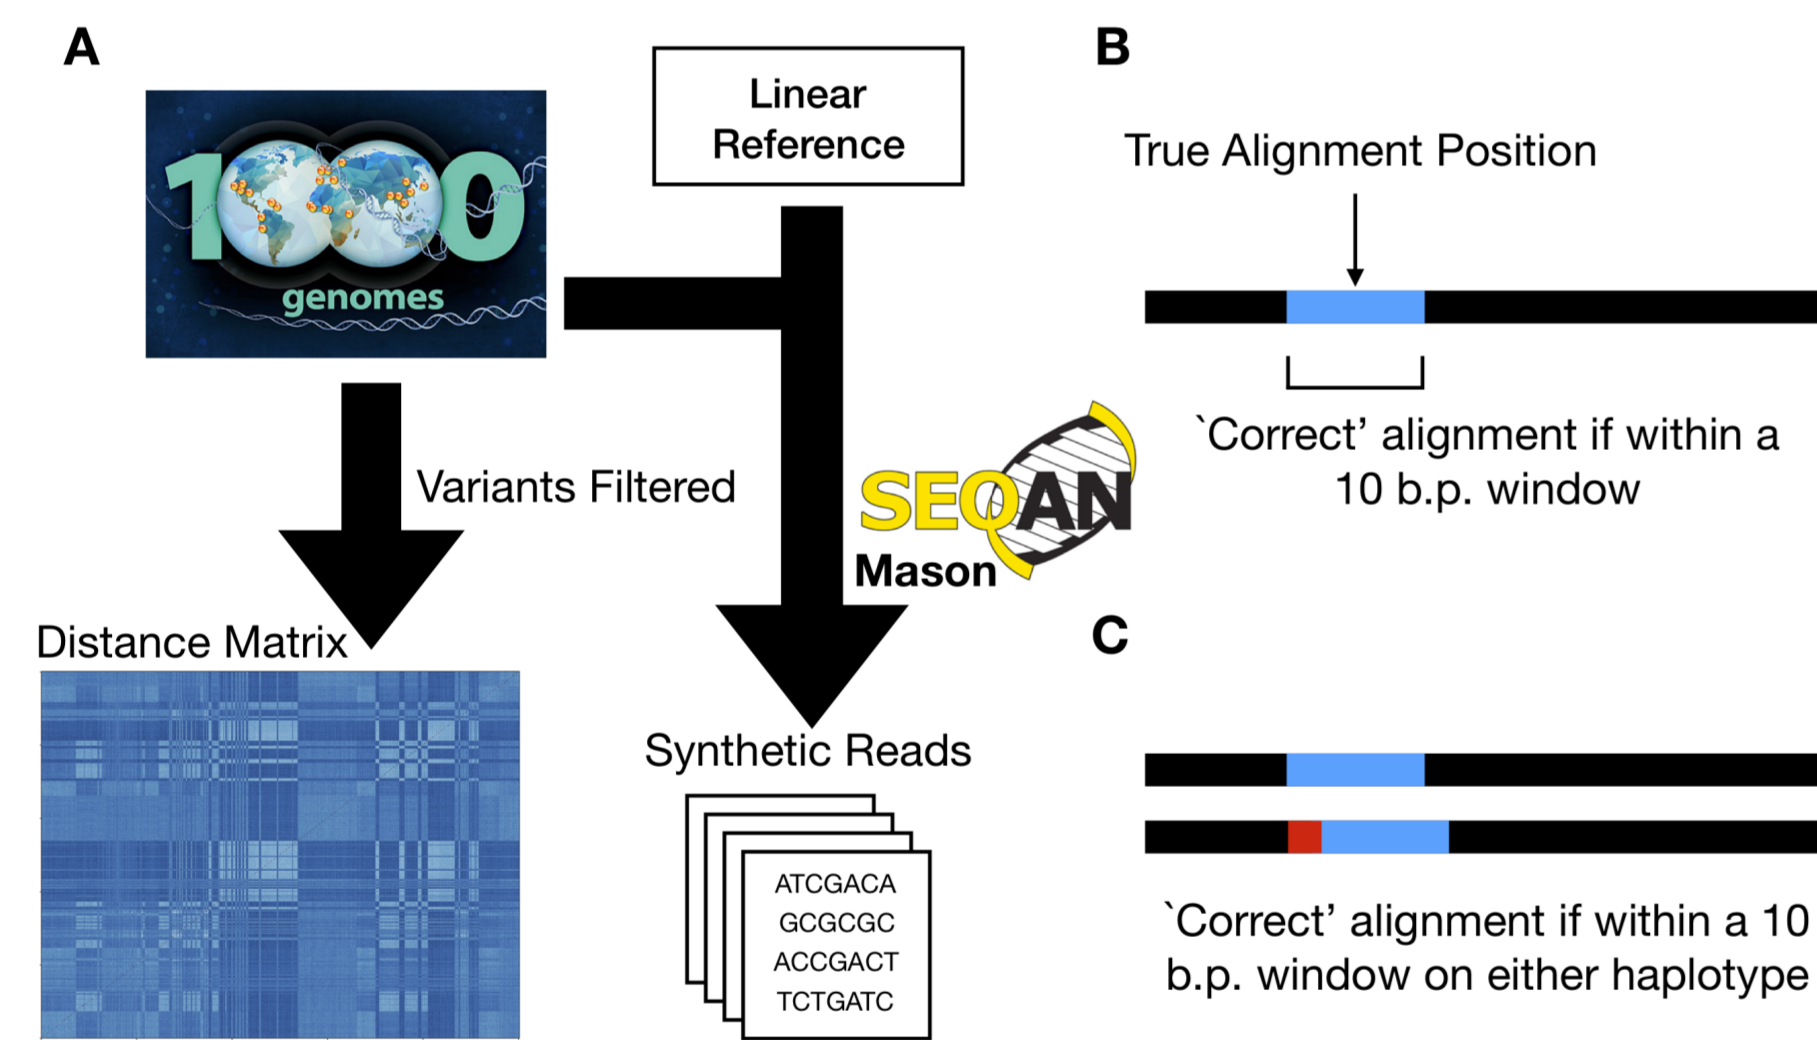 A
1000
genomes
Linear
Reference
Variants Filtered
SEQAN
Mason
Distance Matrix
Synthetic Reads
ATCGACA
GCGCGC
ACCGACT
TCTGATC
B
True Alignment Position
`Correct’ alignment if within a
10 b.p. window
C
`Correct’ alignment if within a 10
b.p. window on either haplotype